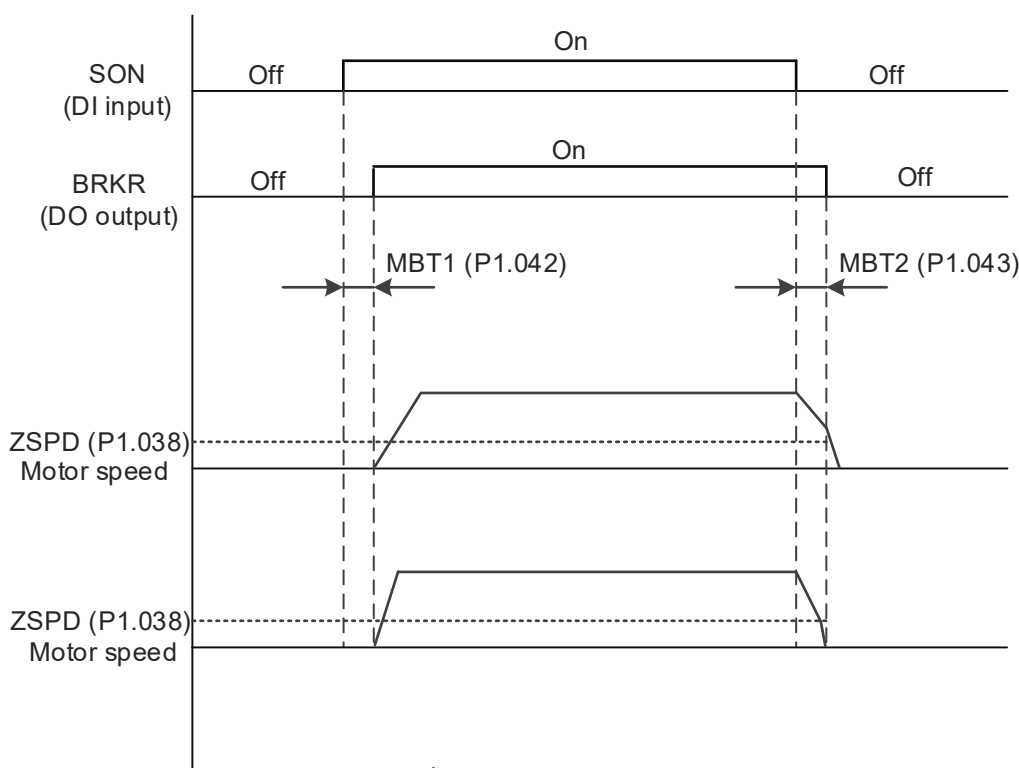 On
SON
Off
Off
(DI input)
On
BRKR
Off
Off
(DO output)
MBT1 (P1.042)
MBT2 (P1.043)
ZSPD (P1.038)
Motor speed
ZSPD (P1.038)
Motor speed